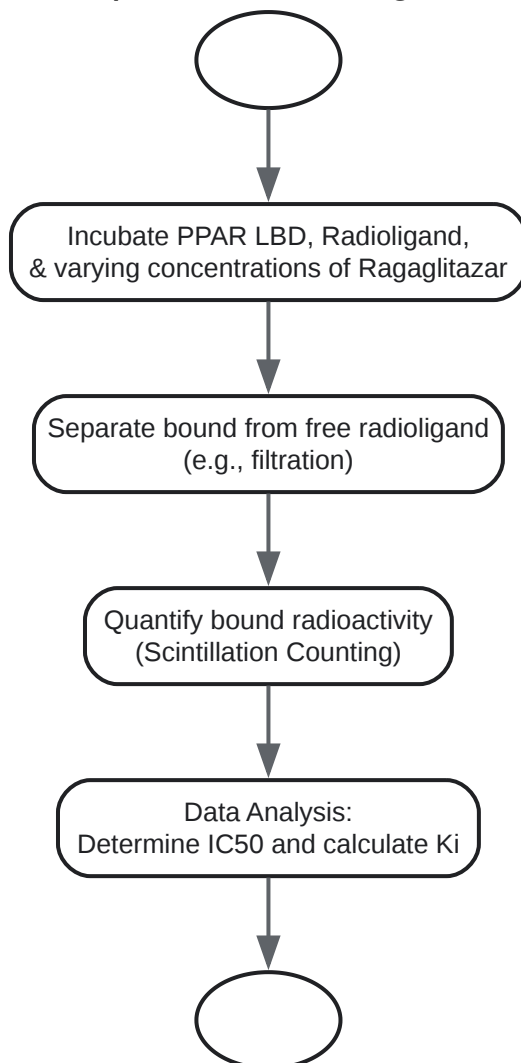 Incubate PPAR LBD, Radioligand,
& varying concentrations of Ragaglitazar
Separate bound from free radioligand
(e.g., filtration)
Quantify bound radioactivity
(Scintillation Counting)
Data Analysis:
Determine IC50 and calculate Ki